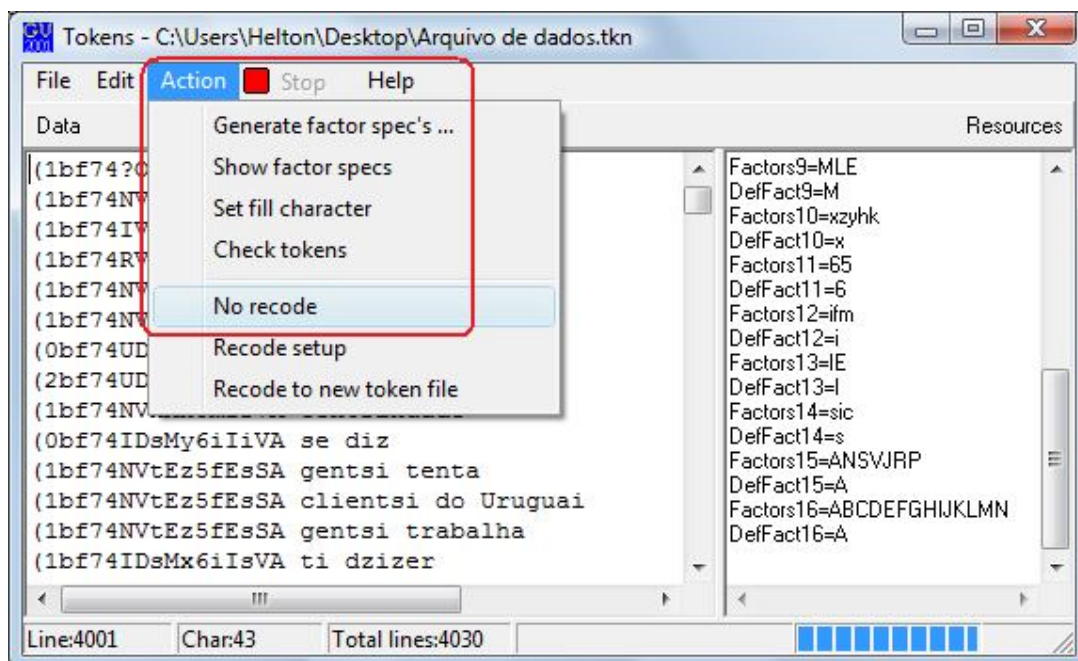 GU
2001
Tokens - C:\Users\Helton\Desktop\Arquivo de dados.tkn
File Edit Action Stop Help
Data
Resources
Generate factor spec's ...
Show factor specs
Set fill character
Check tokens
No recode
Recode setup
Recode to new token file
(1bf74?
(1bf74NV
(1bf74IV
(1bf74RV
(1bf74NV
(1bf74NV
(0bf74UD
(2bf74UD
(1bf74NV
(0bf74IDsMy6iIiVA se diz
(1bf74NVtEz5fEsSA gentsi tenta
(1bf74NVtEz5fEsSA clientsi do Uruguai
(1bf74NVtEz5fEsSA gentsi trabalha
(1bf74IDsMx6iIsVA ti dzizer
Factors9=MLE
DefFact9=M
Factors10=xzyhk
DefFact10=x
Factors11=65
DefFact11=6
Factors12=ifm
DefFact12=i
Factors13=IE
DefFact13=I
Factors14=sic
DefFact14=s
Factors15=ANSVJRP
DefFact15=A
Factors16=ABCDEFGHIJKLMN
DefFact16=A
Line:4001 Char:43 Total lines:4030